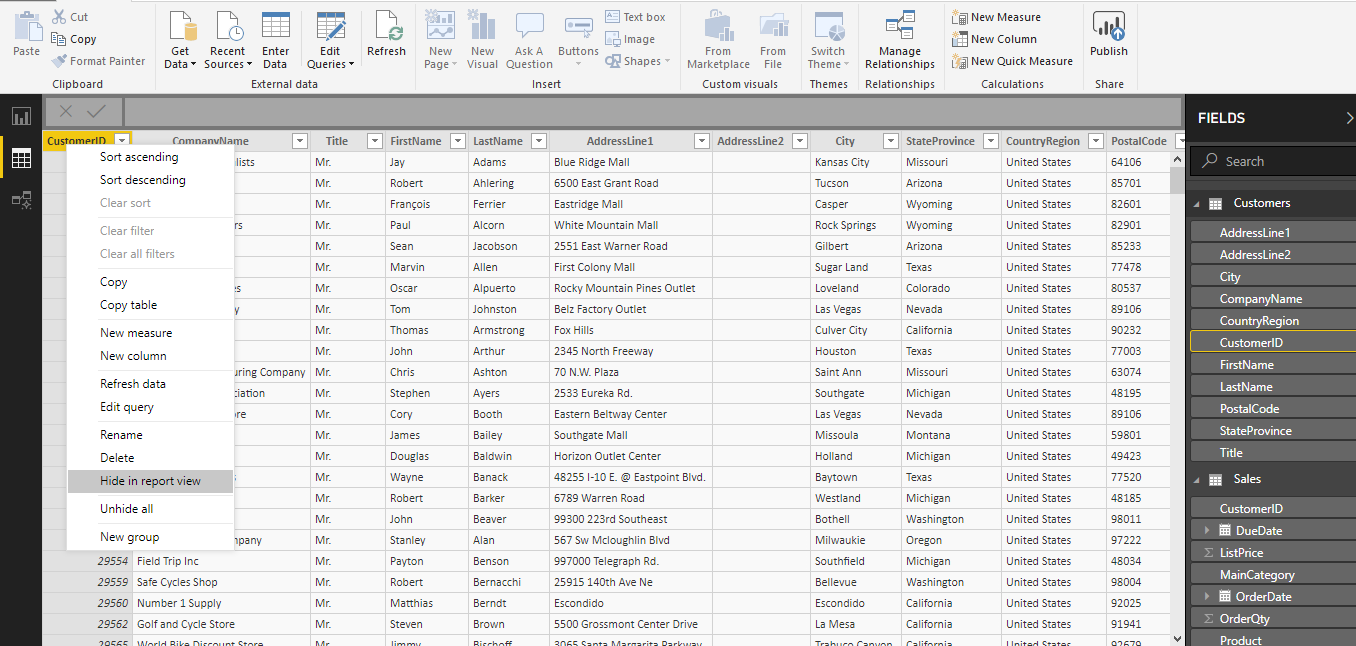 Paste
Cut
Copy
Format Painter
Clipboard
Get Data
Recent Sources
Enter Data
Edit Queries
External data
Refresh
New Page
New Visual
Ask A Question
Buttons
Text box
Image
Shapes
Insert
From Marketplace
From File
Custom visuals
Switch Theme
Themes
Manage Relationships
Relationships
New Measure
New Column
New Quick Measure
Calculations
Publish
Share
CustomerID CompanyName Title FirstName LastName AddressLine1 AddressLine2 City StateProvince CountryRegion PostalCode
alists Mr. Jay Adams Blue Ridge Mall Kansas City Missouri United States 64106
Mr. Robert Ahlering 6500 East Grant Road Tucson Arizona United States 85701
Mr. François Ferrier Eastridge Mall Casper Wyoming United States 82601
rs Mr. Paul Alcorn White Mountain Mall Rock Springs Wyoming United States 82901
Mr. Sean Jacobson 2551 East Warner Road Gilbert Arizona United States 85233
Mr. Marvin Allen First Colony Mall Sugar Land Texas United States 77478
es Mr. Oscar Alpuerto Rocky Mountain Pines Outlet Loveland Colorado United States 80537
y Mr. Tom Johnston Belz Factory Outlet Las Vegas Nevada United States 89106
Mr. Thomas Armstrong Fox Hills Culver City California United States 90232
Mr. John Arthur 2345 North Freeway Houston Texas United States 77003
uring Company Mr. Chris Ashton 70 N.W. Plaza Saint Ann Missouri United States 63074
ciation Mr. Stephen Ayers 2533 Eureka Rd. Southgate Michigan United States 48195
ore Mr. Cory Booth Eastern Beltway Center Las Vegas Nevada United States 89106
Mr. James Bailey Southgate Mall Missoula Montana United States 59801
Mr. Douglas Baldwin Horizon Outlet Center Holland Michigan United States 49423
Mr. Wayne Banack 48255 I-10 E. @ Eastpoint Blvd. Baytown Texas United States 77520
Mr. Robert Barker 6789 Warren Road Westland Michigan United States 48185
Mr. John Beaver 99300 223rd Southeast Bothell Washington United States 98011
mpany Mr. Stanley Alan 567 Sw Mcloughlin Blvd Milwaukie Oregon United States 97222
29554 Field Trip Inc Mr. Payton Benson 997000 Telegraph Rd. Southfield Michigan United States 48034
29559 Safe Cycles Shop Mr. Robert Bernacchi 25915 140th Ave Ne Bellevue Washington United States 98004
29560 Number 1 Supply Mr. Matthias Berndt Escondido Escondido California United States 92025
29562 Golf and Cycle Store Mr. Steven Brown 5500 Grossmont Center Drive La Mesa California United States 91941
29565 World Bike Discount Store Mr. Jimmy Bischoff 3065 Santa Margarita Parkway Trabuco Canyon California United States 92679
Sort ascending
Sort descending
Clear sort
Clear filter
Clear all filters
Copy
Copy table
New measure
New column
Refresh data
Edit query
Rename
Delete
Hide in report view
Unhide all
New group
FIELDS
Search
Customers
AddressLine1
AddressLine2
City
CompanyName
CountryRegion
CustomerID
FirstName
LastName
PostalCode
StateProvince
Title
Sales
CustomerID
DueDate
ListPrice
MainCategory
OrderDate
OrderQty
Product